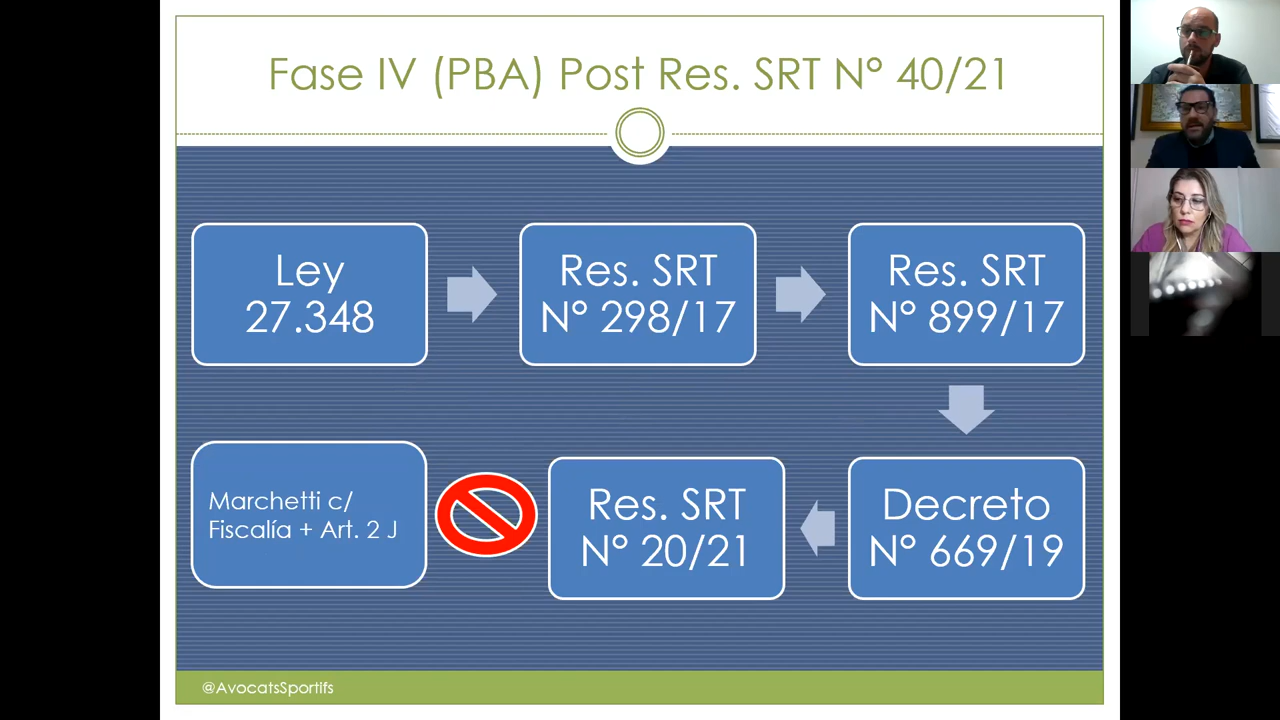 Fase IV (PBA) Post Res. SRT N° 40/21
Ley
27.348
Res. SRT
N° 298/17
Res. SRT
N° 899/17
Decreto
N° 669/19
Res. SRT
N° 20/21
Marchetti c/
Fiscalía + Art. 2 J
@AvocatsSportifs